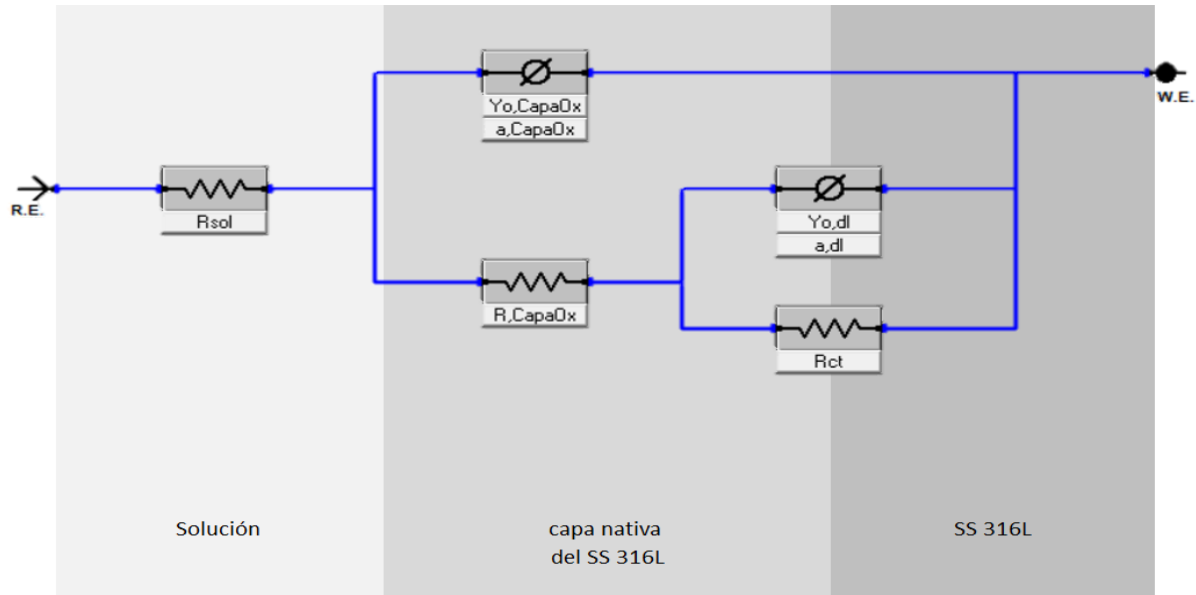 Yo,CapaOx
a,CapaOx
W.E.
R.E.
Rsol
Yo,dl
a,dl
R,CapaOx
Rct
Solución
capa nativa
del SS 316L
SS 316L